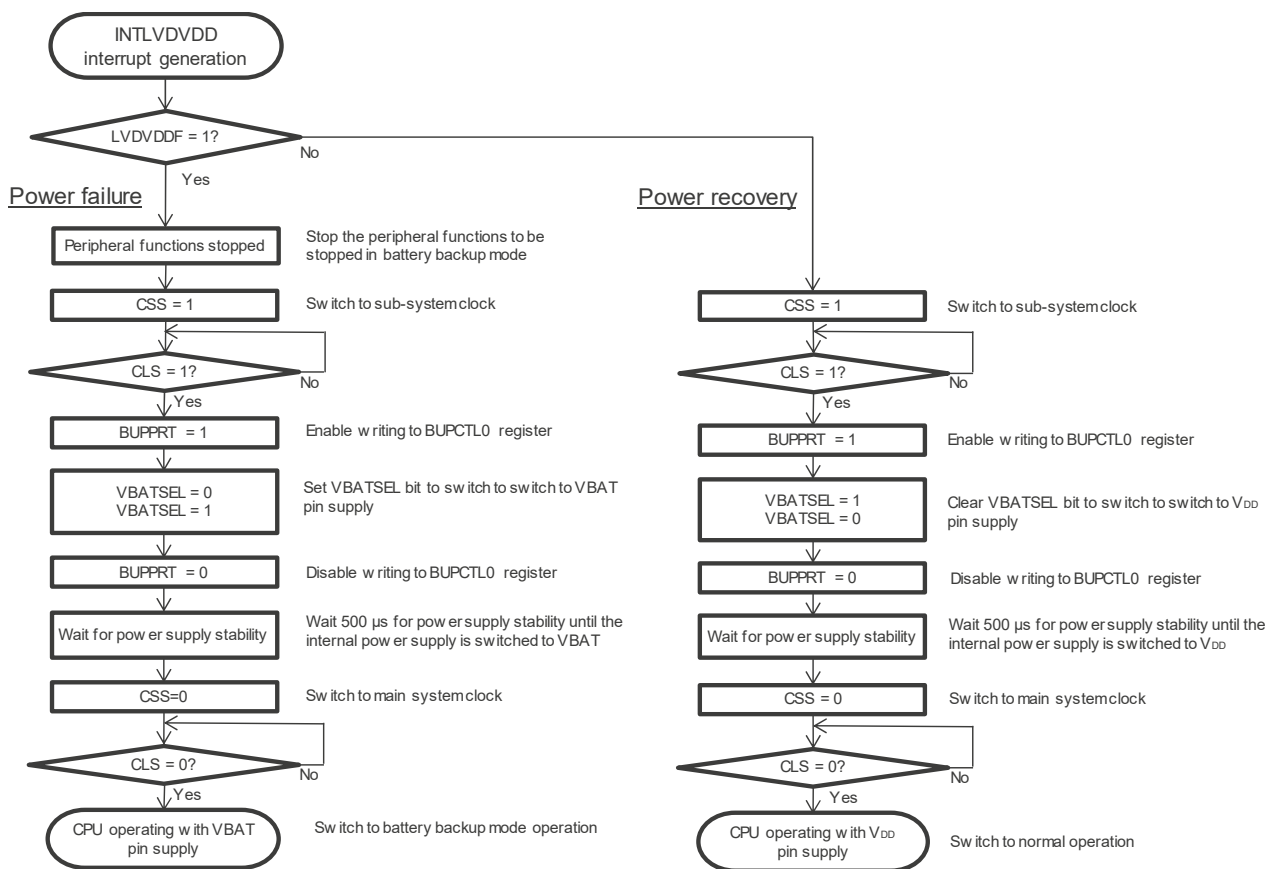 INTLVDVDD
interrupt generation
LVDVDDF = 1?
No
Yes
Power failure
Peripheral functions stopped
Stop the peripheral functions to be
stopped in battery backup mode
CSS = 1
Switch to sub-system clock
CLS = 1?
No
Yes
BUPPRT = 1
Enable writing to BUPCTL0 register
VBATSEL = 0
VBATSEL = 1
Set VBATSEL bit to switch to switch to VBAT
pin supply
BUPPRT = 0
Disable writing to BUPCTL0 register
Wait for power supply stability
Wait 500 µs for power supply stability until the
internal power supply is switched to VBAT
CSS=0
Switch to main system clock
CLS = 0?
No
Yes
CPU operating with VBAT
pin supply
Switch to battery backup mode operation
Power recovery
CSS = 1
Switch to sub-system clock
CLS = 1?
No
Yes
BUPPRT = 1
Enable writing to BUPCTL0 register
VBATSEL = 1
VBATSEL = 0
Clear VBATSEL bit to switch to switch to VDD
pin supply
BUPPRT = 0
Disable writing to BUPCTL0 register
Wait for power supply stability
Wait 500 µs for power supply stability until the
internal power supply is switched to VDD
CSS = 0
Switch to main system clock
CLS = 0?
No
Yes
CPU operating with VDD
pin supply
Switch to normal operation